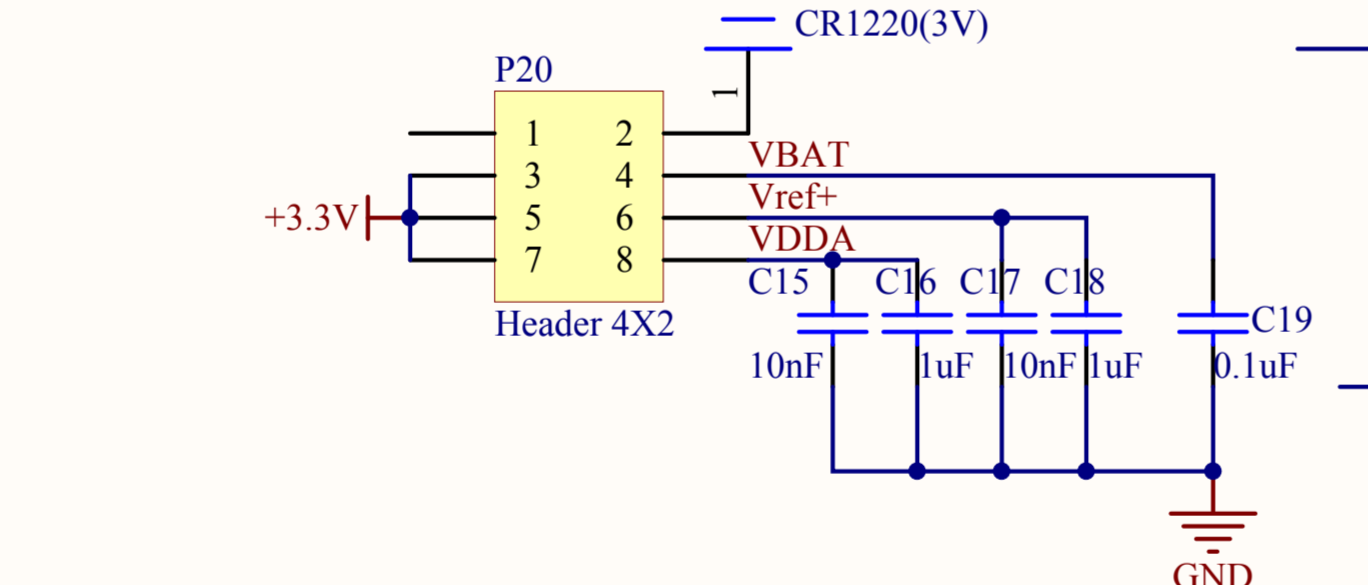 CR1220(3V)
P20
1
1 2
VBAT
3 4
Vref+
+3.3V 5 6
VDDA
7 8
C15 C16 C17 C18
Header 4X2
C19
10nF 1uF 10nF 1uF 0.1uF
GND